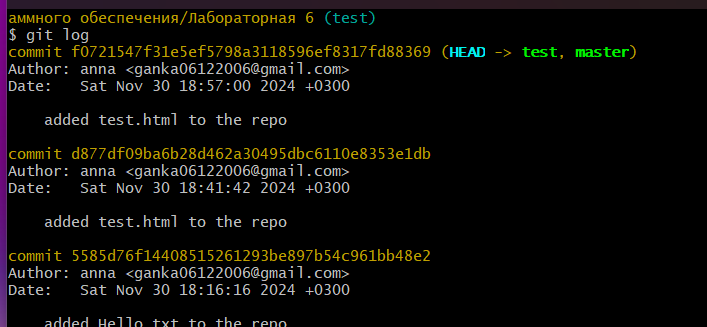 аммного обеспечения/Лабораторная 6 (test)
$ git log
commit f0721547f31e5ef5798a3118596ef8317fd88369 (HEAD -> test, master)
Author: anna <ganka06122006@gmail.com>
Date:   Sat Nov 30 18:57:00 2024 +0300
    added test.html to the repo
commit d877df09ba6b28d462a30495dbc6110e8353e1db
Author: anna <ganka06122006@gmail.com>
Date:   Sat Nov 30 18:41:42 2024 +0300
    added test.html to the repo
commit 5585d76f14408515261293be897b54c961bb48e2
Author: anna <ganka06122006@gmail.com>
Date:   Sat Nov 30 18:16:16 2024 +0300
    added Hello.txt to the repo